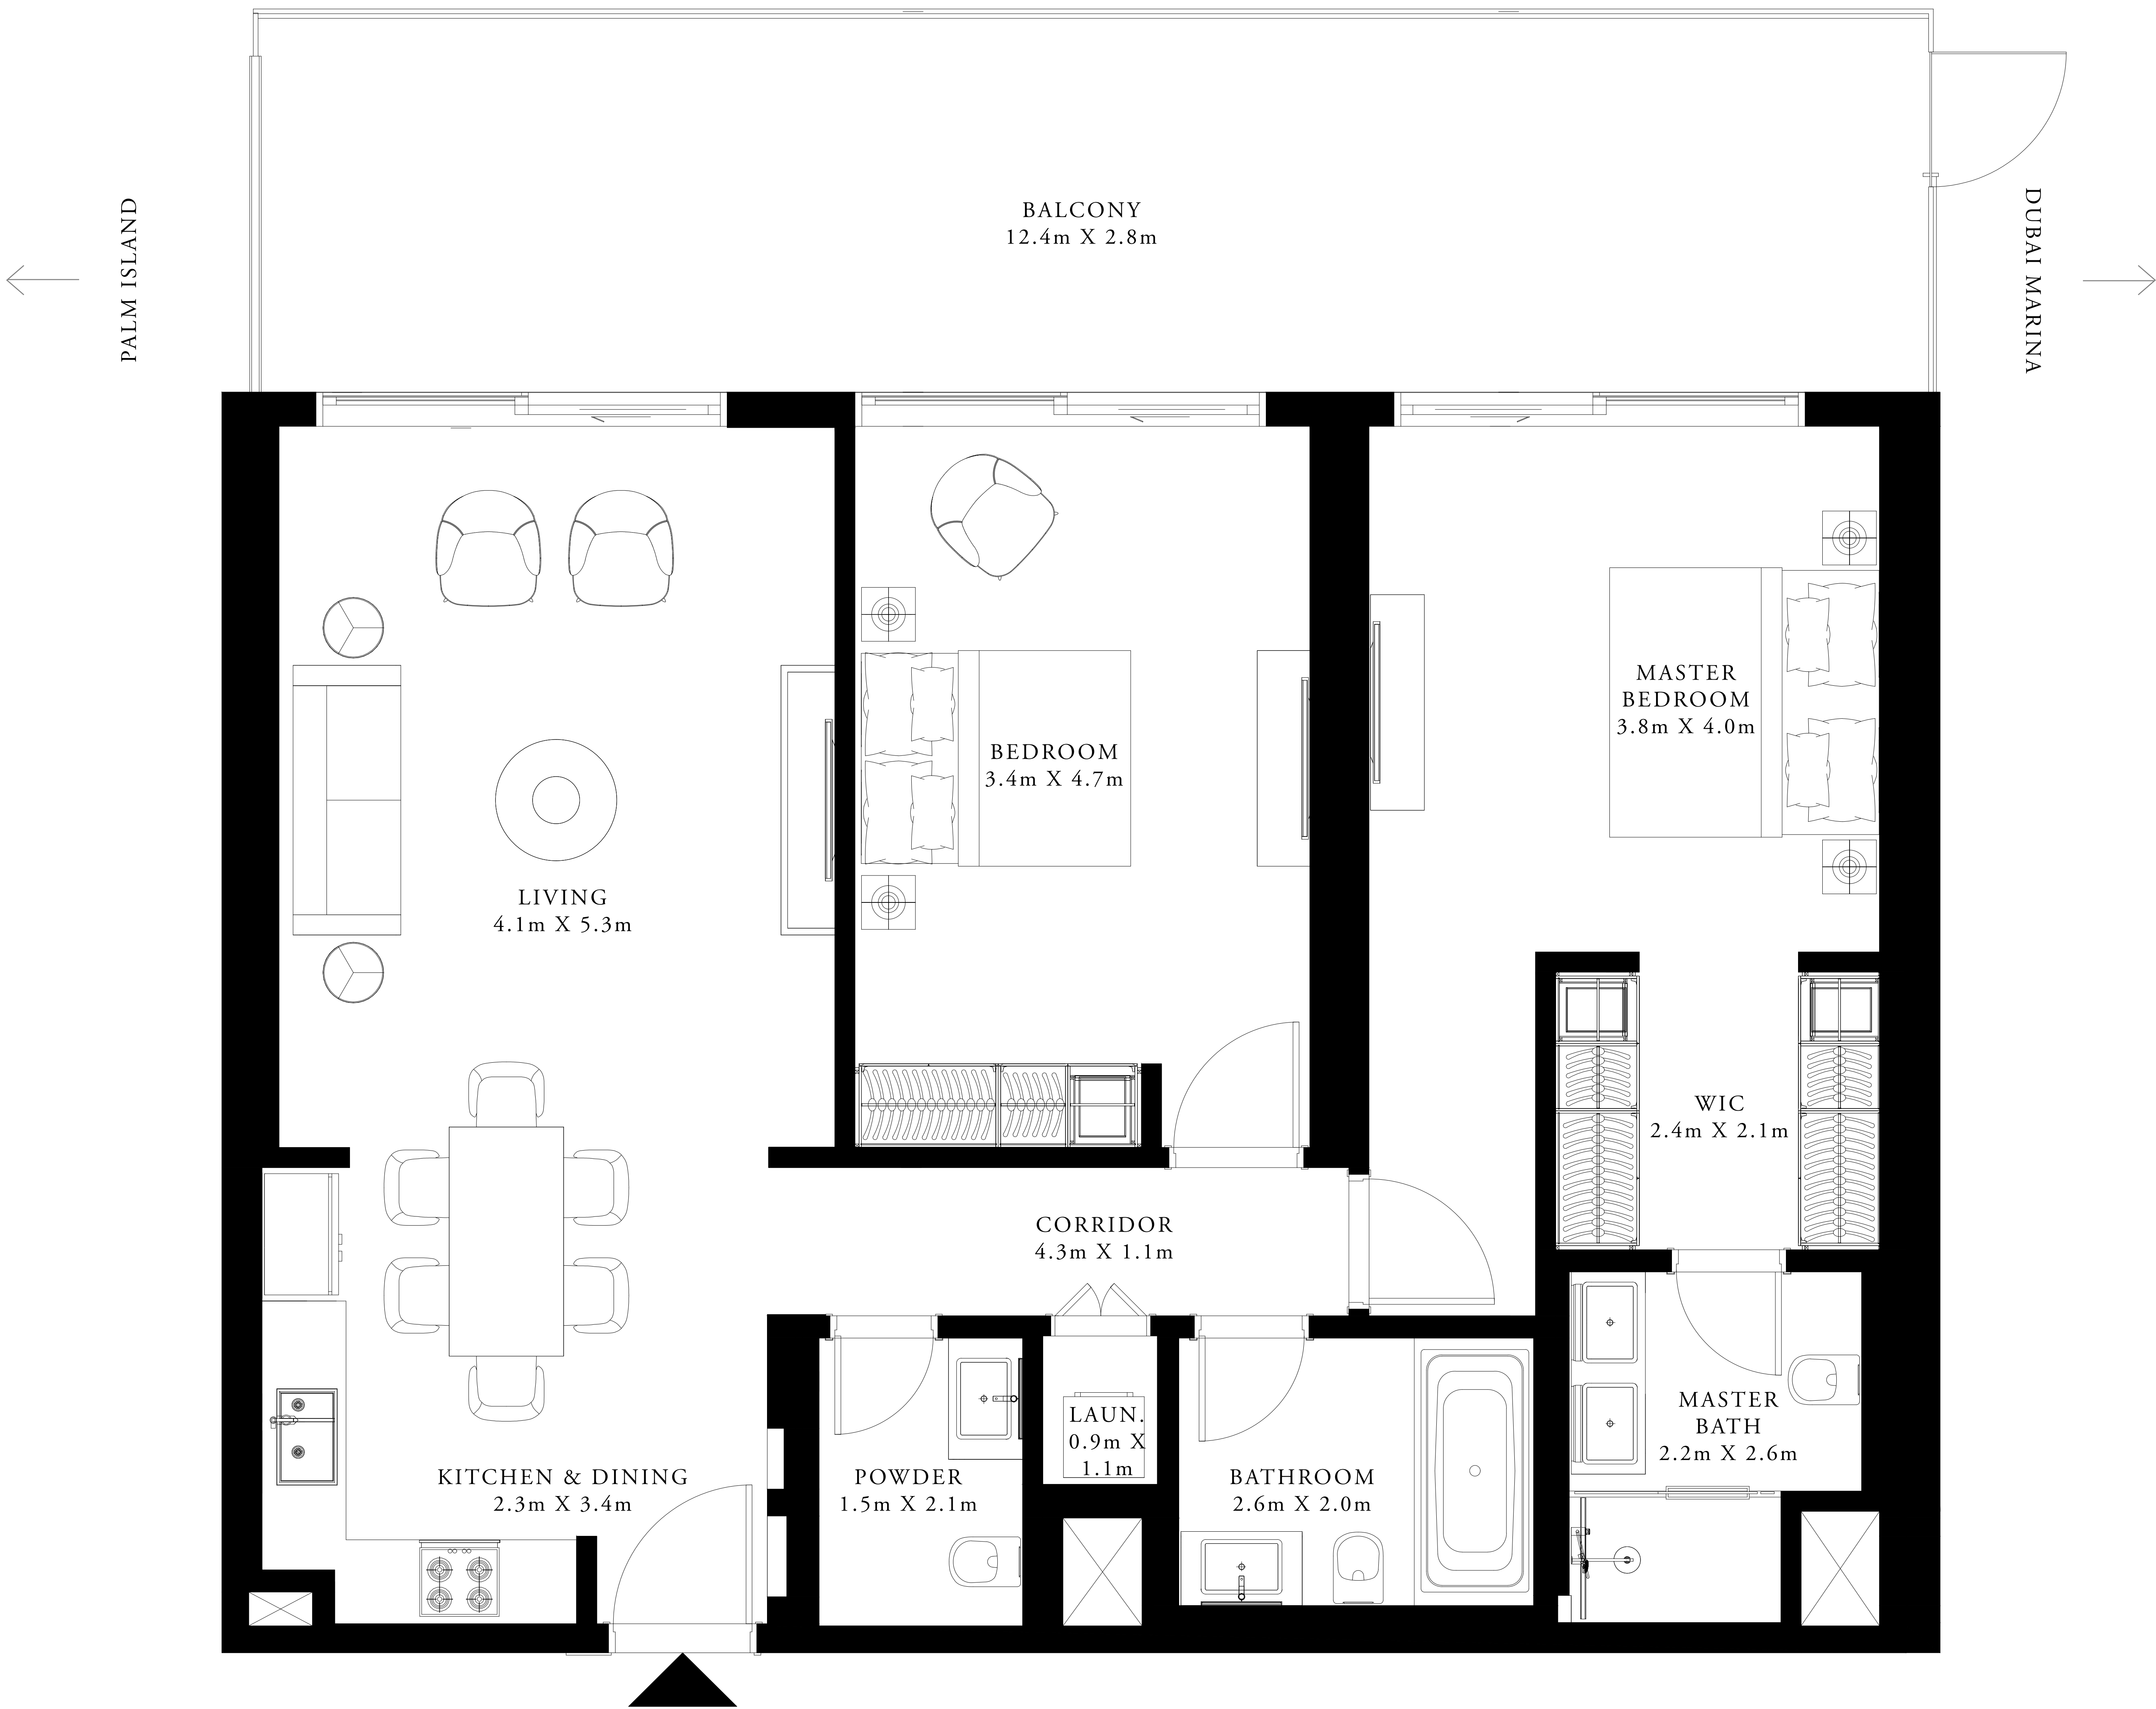 BALCONY
12.4m X 2.8m
PALM ISLAND
DUBAI MARINA
MASTER
BEDROOM
3.8m X 4.0m
BEDROOM
3.4m X 4.7m
LIVING
4.1m X 5.3m
WIC
2.4m X 2.1m
CORRIDOR
4.3m X 1.1m
KITCHEN & DINING
2.3m X 3.4m
POWDER
1.5m X 2.1m
LAUN.
0.9m X
1.1m
BATHROOM
2.6m X 2.0m
MASTER
BATH
2.2m X 2.6m